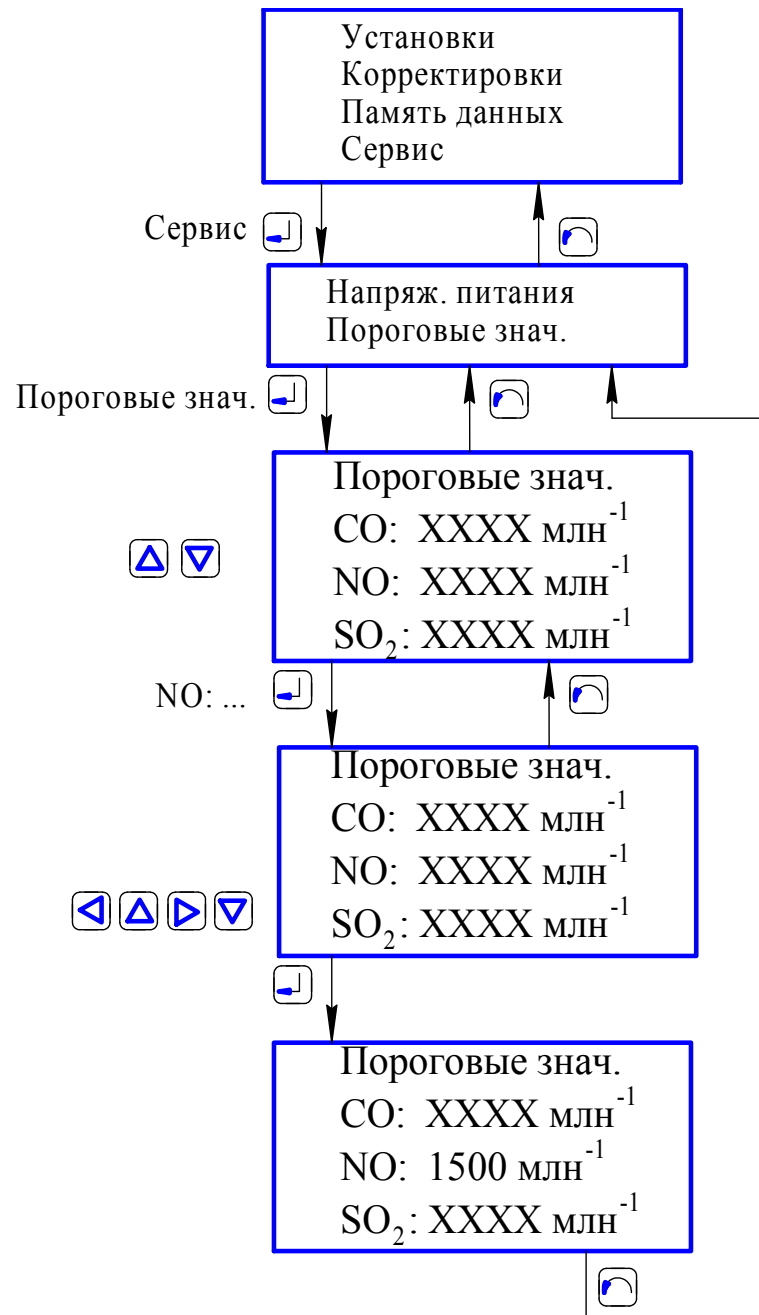 Установки
Корректировки
Память данных
Сервис
Сервис
Напряж. питания
Пороговые знач.
Пороговые знач.
Пороговые знач.
CO: XXXX млн⁻¹
NO: XXXX млн⁻¹
SO₂: XXXX млн⁻¹
NO: ...
Пороговые знач.
CO: XXXX млн⁻¹
NO: XXXX млн⁻¹
SO₂: XXXX млн⁻¹
Пороговые знач.
CO: XXXX млн⁻¹
NO: 1500 млн⁻¹
SO₂: XXXX млн⁻¹